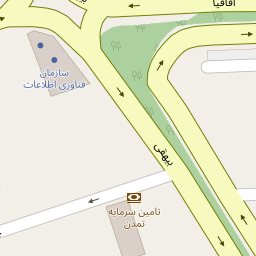 اقاقیا
سازمان
فناوری اطلاعات
بیهقی
تامین سرمایه
تمدن